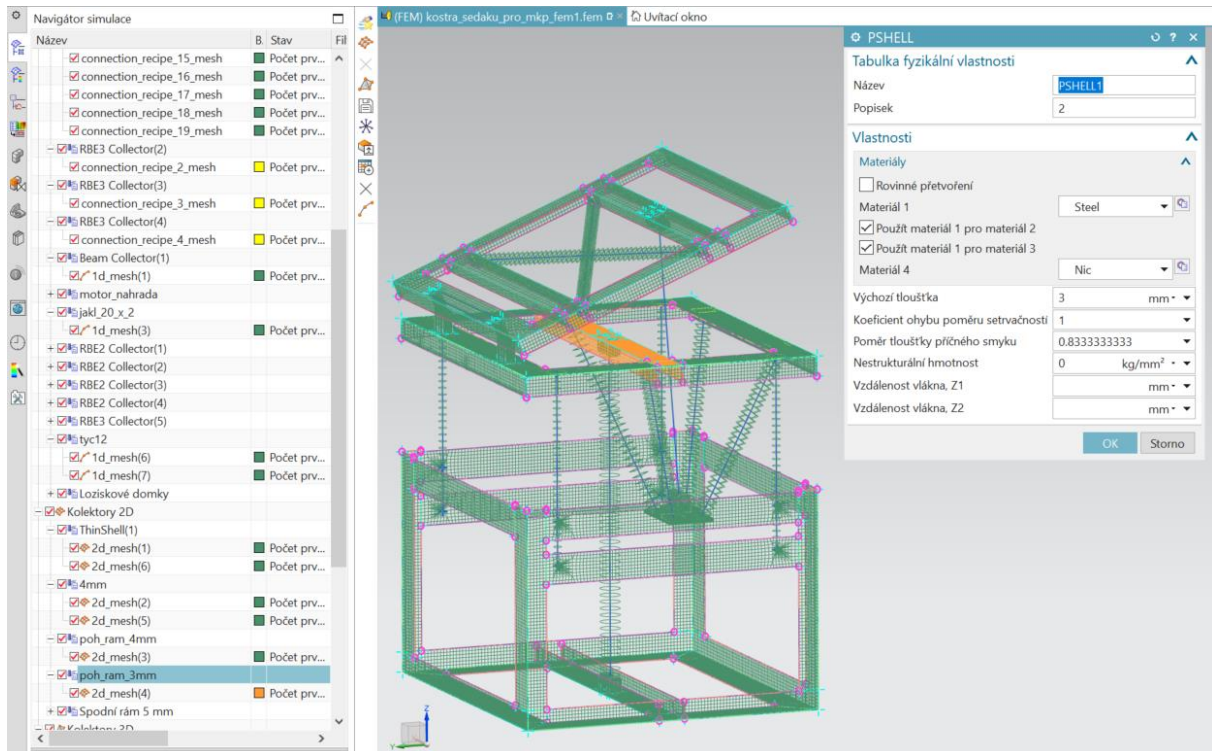 Navigátor simulace
Název B. Stav Fil
connection_recipe_15_mesh Počet prv...
connection_recipe_16_mesh Počet prv...
connection_recipe_17_mesh Počet prv...
connection_recipe_18_mesh Počet prv...
connection_recipe_19_mesh Počet prv...
RBE3 Collector(2)
connection_recipe_2_mesh Počet prv...
RBE3 Collector(3)
connection_recipe_3_mesh Počet prv...
RBE3 Collector(4)
connection_recipe_4_mesh Počet prv...
Beam Collector(1)
1d_mesh(1) Počet prv...
motor_nahrada
jakl_20_x_2
1d_mesh(3) Počet prv...
RBE2 Collector(1)
RBE2 Collector(2)
RBE2 Collector(3)
RBE2 Collector(4)
RBE3 Collector(5)
tyc12
1d_mesh(6) Počet prv...
1d_mesh(7) Počet prv...
Loziskové domky
Kolektory 2D
ThinShell(1)
2d_mesh(1) Počet prv...
2d_mesh(6) Počet prv...
4mm
2d_mesh(2) Počet prv...
2d_mesh(5) Počet prv...
poh_ram_4mm
2d_mesh(3) Počet prv...
poh_ram_3mm
2d_mesh(4) Počet prv...
Spodní rám 5 mm
Kolektory 3D
(FEM) kostra_sedaku_pro_mkp_fem1.fem Uvítací okno
PSHELL
Tabulka fyzikální vlastnosti
Název PSHELL1
Popisek 2
Vlastnosti
Materiály
Rovinné přetvoření
Materiál 1 Steel
Použít materiál 1 pro materiál 2
Použít materiál 1 pro materiál 3
Materiál 4 Nic
Výchozí tloušťka 3 mm
Koeficient ohybu poměru setrvačnosti 1
Poměr tloušťky příčného smyku 0.8333333333
Nestrukturální hmotnost 0 kg/mm²
Vzdálenost vlákna, Z1 mm
Vzdálenost vlákna, Z2 mm
OK Storno
Z
Y